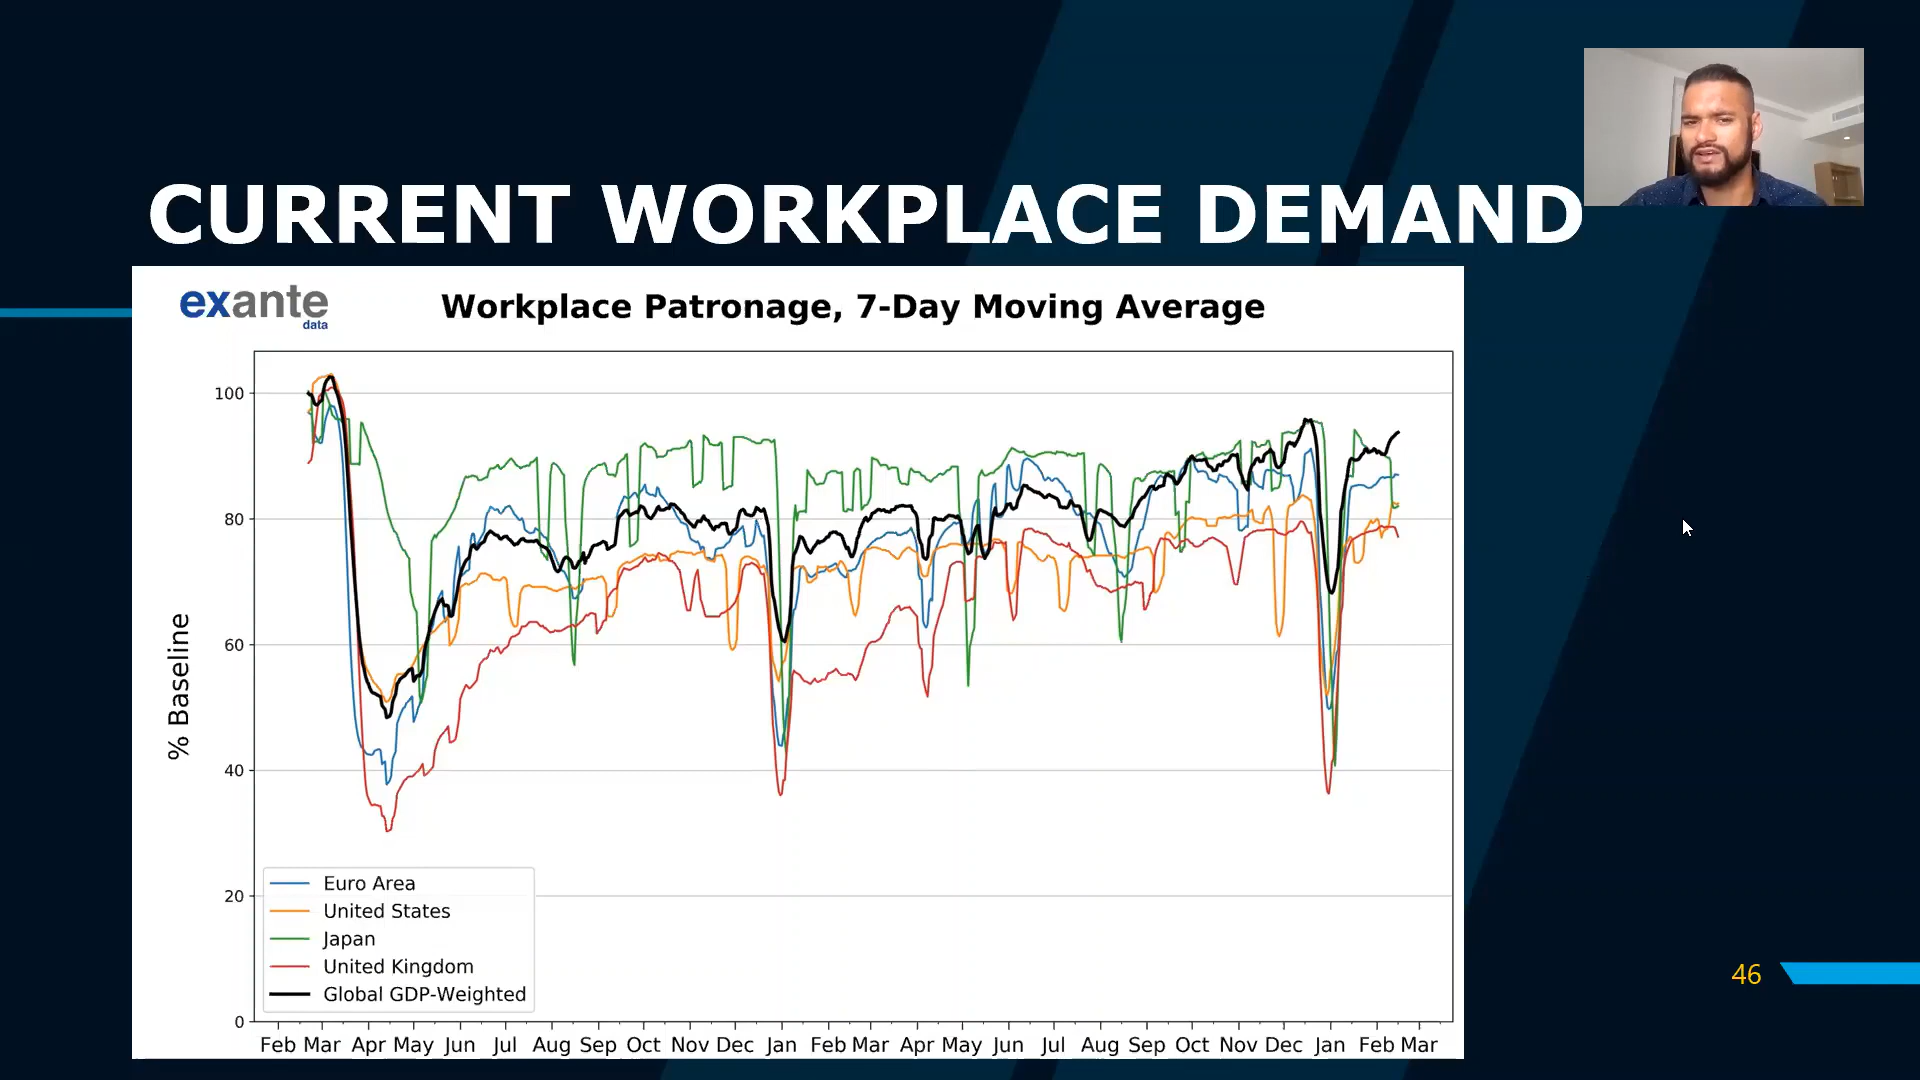 CURRENT WORKPLACE DEMAND
exante
data
Workplace Patronage, 7-Day Moving Average
% Baseline
100
80
60
40
20
0
Euro Area
United States
Japan
United Kingdom
Global GDP-Weighted
Feb Mar Apr May Jun Jul Aug Sep Oct Nov Dec Jan Feb Mar Apr May Jun Jul Aug Sep Oct Nov Dec Jan Feb Mar
46